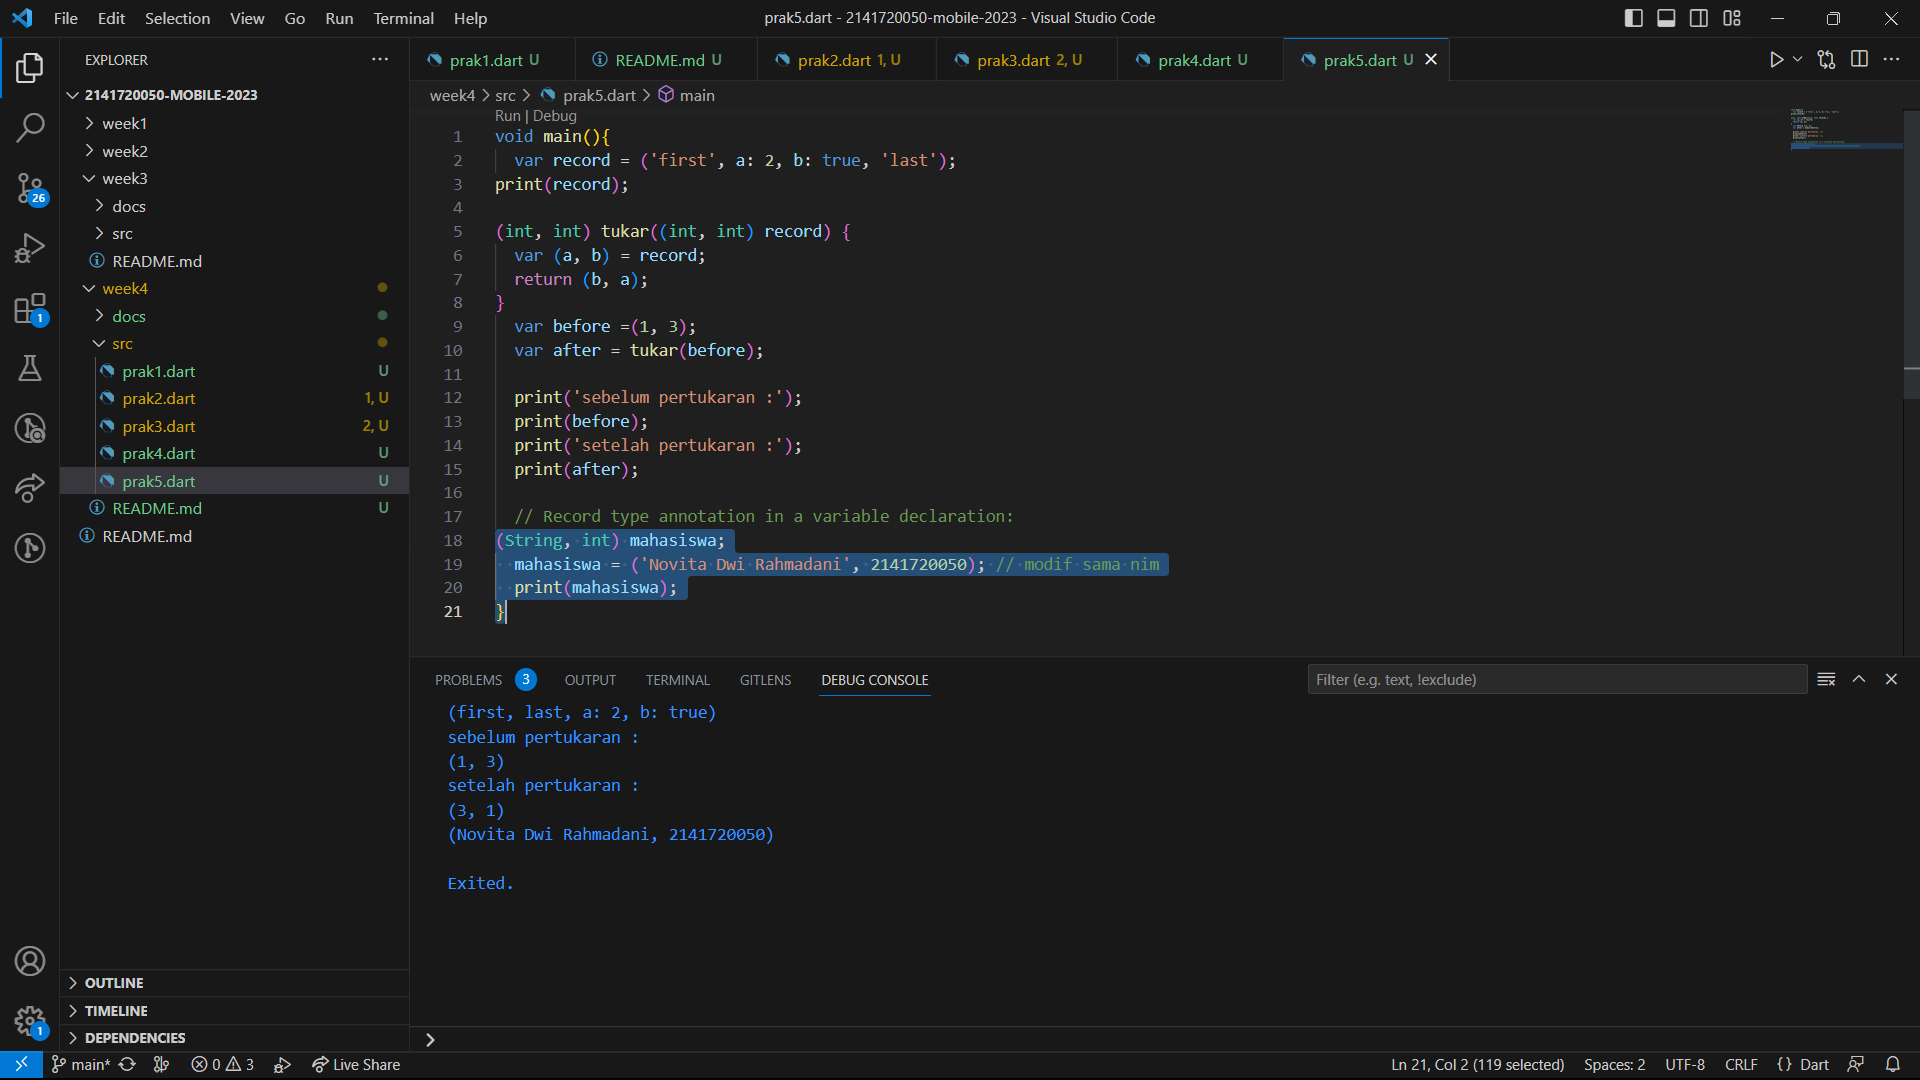 File Edit Selection View Go Run Terminal Help
prak5.dart - 2141720050-mobile-2023 - Visual Studio Code
EXPLORER
2141720050-MOBILE-2023
week1
week2
week3
docs
src
README.md
week4
docs
src
prak1.dart U
prak2.dart 1, U
prak3.dart 2, U
prak4.dart U
prak5.dart U
README.md U
README.md
OUTLINE
TIMELINE
DEPENDENCIES
26
1
1
prak1.dart U README.md U prak2.dart 1, U prak3.dart 2, U prak4.dart U prak5.dart U
week4 > src > prak5.dart > main
Run | Debug
1 void main(){
2 var record = ('first', a: 2, b: true, 'last');
3 print(record);
4
5 (int, int) tukar((int, int) record) {
6 var (a, b) = record;
7 return (b, a);
8 }
9 var before =(1, 3);
10 var after = tukar(before);
11
12 print('sebelum pertukaran :');
13 print(before);
14 print('setelah pertukaran :');
15 print(after);
16
17 // Record type annotation in a variable declaration:
18 (String, int) mahasiswa;
19 mahasiswa = ('Novita Dwi Rahmadani', 2141720050); // modif sama nim
20 print(mahasiswa);
21 }
PROBLEMS 3 OUTPUT TERMINAL GITLENS DEBUG CONSOLE
Filter (e.g. text, !exclude)
(first, last, a: 2, b: true)
sebelum pertukaran :
(1, 3)
setelah pertukaran :
(3, 1)
(Novita Dwi Rahmadani, 2141720050)
Exited.
main* 0 3 Live Share
Ln 21, Col 2 (119 selected) Spaces: 2 UTF-8 CRLF {} Dart